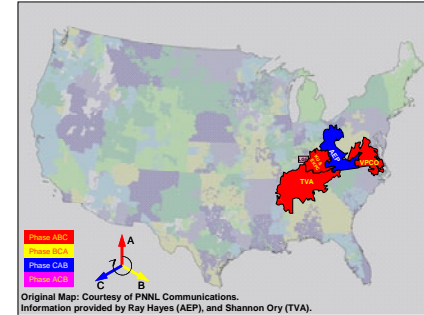 AEP
VPCO
TVA
Phase ABC
Phase BCA
Phase CAB
Phase ACB
A
C
B
Original Map: Courtesy of PNNL Communications.
Information provided by Ray Hayes (AEP), and Shannon Ory (TVA).